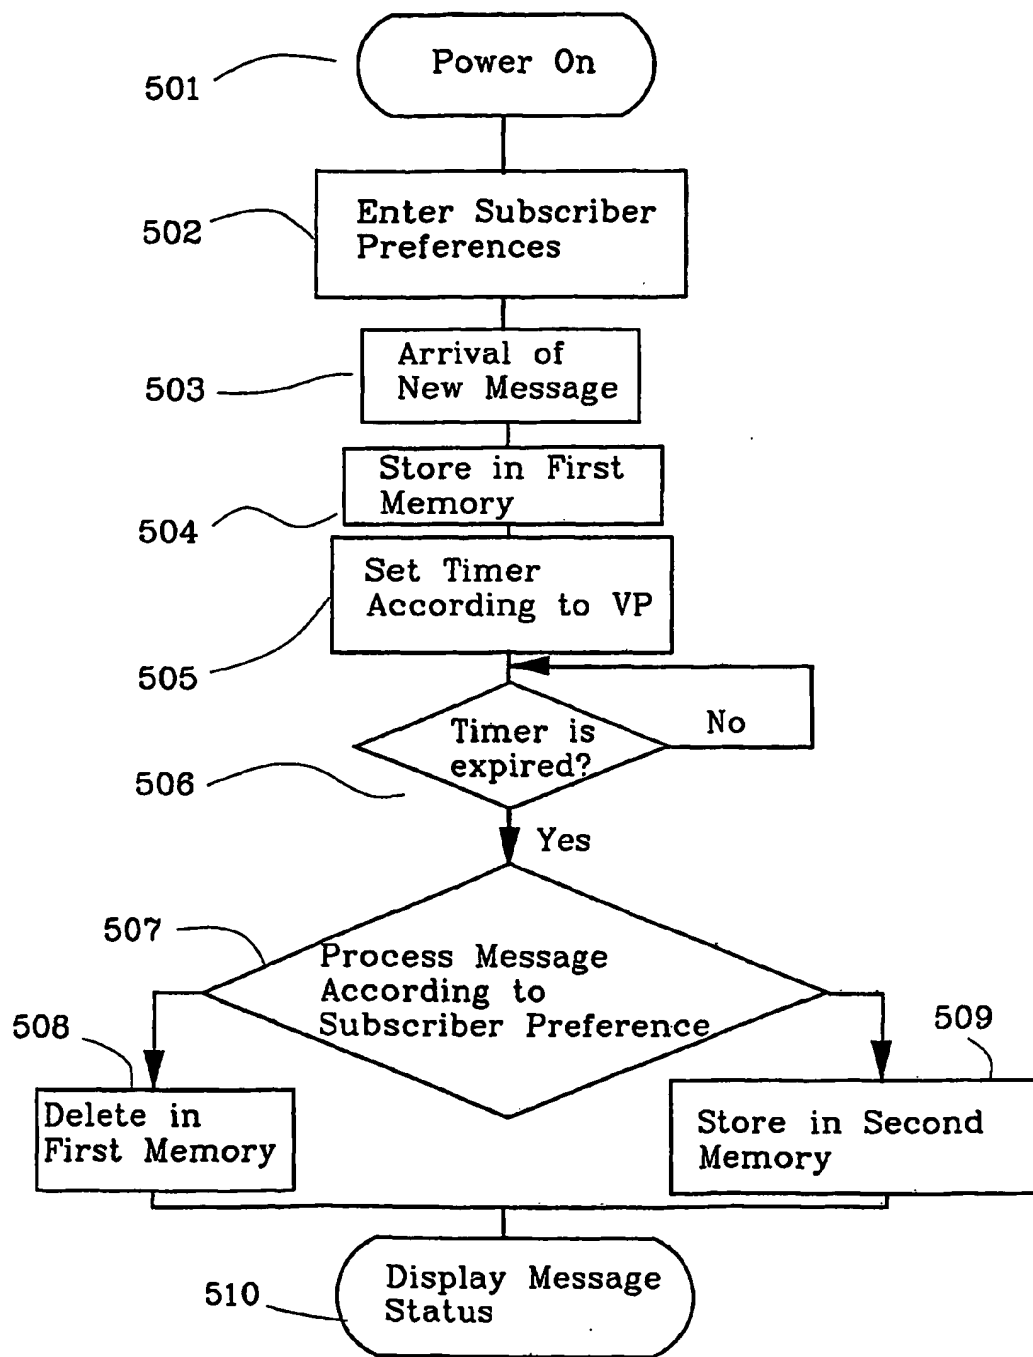 Power On
501
Enter Subscriber
Preferences
502
Arrival of
New Message
503
Store in First
Memory
504
Set Timer
According to VP
505
No
Timer is
expired?
506
Yes
507
Process Message
According to
Subscriber Preference
508
509
Delete in
First Memory
Store in Second
Memory
Display Message
Status
510